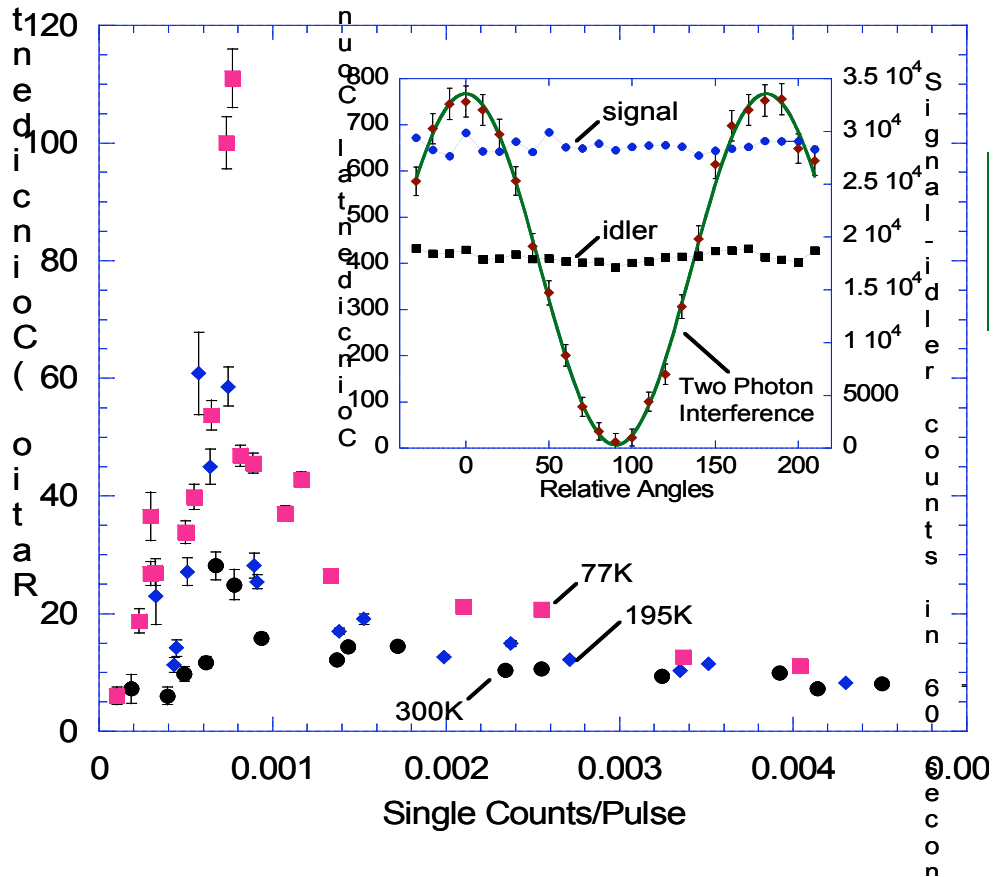 Ratio (Coincident
120
100
80
60
40
20
0
0 0.001 0.002 0.003 0.004
Single Counts/Pulse
77K
195K
300K
Coincidental Coun
800
700
600
500
400
300
200
100
0
signal
idler
Two Photon
Interference
0 50 100 150 200
Relative Angles
3.5 10⁴
3 10⁴
2.5 10⁴
2 10⁴
1.5 10⁴
1 10⁴
5000
0
Signal-idler counts in 60 secon